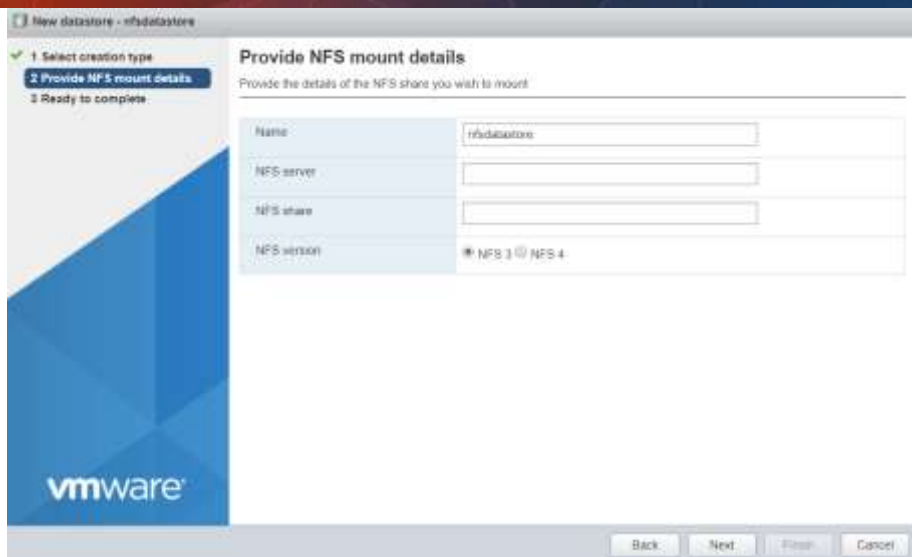 New datastore - nfsdatastore
1 Select creation type
2 Provide NFS mount details
3 Ready to complete
Provide NFS mount details
Provide the details of the NFS share you wish to mount
Name
nfsdatastore
NFS server
NFS share
NFS version
NFS 3 NFS 4
vmware
Back Next Finish Cancel